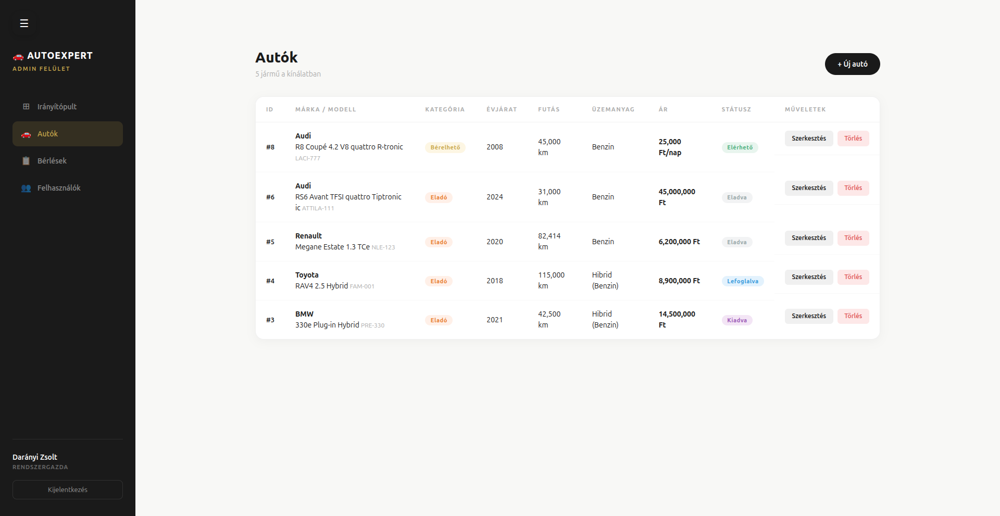 ☰
🚗 AUTOEXPERT
ADMIN FELÜLET
Irányítópult
Autók
Bérlések
Felhasználók
Darányi Zsolt
RENDSZERGAZDA
Kijelentkezés
Autók
5 jármű a kínálatban
+ Új autó
ID MÁRKA / MODELL KATEGÓRIA ÉVJÁRAT FUTÁS ÜZEMANYAG ÁR STÁTUSZ MŰVELETEK
#8
Audi
R8 Coupé 4.2 V8 quattro R-tronic
LACI-777
Bérelhető
2008
45,000
km
Benzin
25,000
Ft/nap
Elérhető
Szerkesztés Törlés
#6
Audi
RS6 Avant TFSI quattro Tiptronic
ic ATTILA-111
Eladó
2024
31,000
km
Benzin
45,000,000
Ft
Eladva
Szerkesztés Törlés
#5
Renault
Megane Estate 1.3 TCe NLE-123
Eladó
2020
82,414
km
Benzin
6,200,000 Ft
Eladva
Szerkesztés Törlés
#4
Toyota
RAV4 2.5 Hybrid FAM-001
Eladó
2018
115,000
km
Hibrid
(Benzin)
8,900,000 Ft
Lefoglalva
Szerkesztés Törlés
#3
BMW
330e Plug-in Hybrid PRE-330
Eladó
2021
42,500
km
Hibrid
(Benzin)
14,500,000
Ft
Kiadva
Szerkesztés Törlés